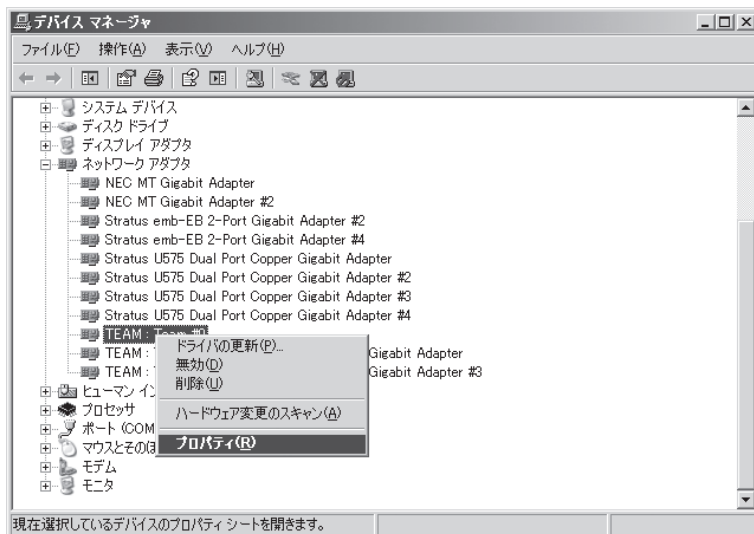 デバイス マネージャ
ファイル(F) 操作(A) 表示(V) ヘルプ(H)
システム デバイス
ディスク ドライブ
ディスプレイ アダプタ
ネットワーク アダプタ
NEC MT Gigabit Adapter
NEC MT Gigabit Adapter #2
Stratus emb-EB 2-Port Gigabit Adapter #2
Stratus emb-EB 2-Port Gigabit Adapter #4
Stratus U575 Dual Port Copper Gigabit Adapter
Stratus U575 Dual Port Copper Gigabit Adapter #2
Stratus U575 Dual Port Copper Gigabit Adapter #3
Stratus U575 Dual Port Copper Gigabit Adapter #4
TEAM : Team #0
TEAM : Gigabit Adapter
TEAM : Gigabit Adapter #3
ヒューマン イン
プロセッサ
ポート (COM
マウスとそのほ
モデム
モニタ
ドライバの更新(P)...
無効(D)
削除(U)
ハードウェア変更のスキャン(A)
プロパティ(R)
現在選択しているデバイスのプロパティ シートを開きます。